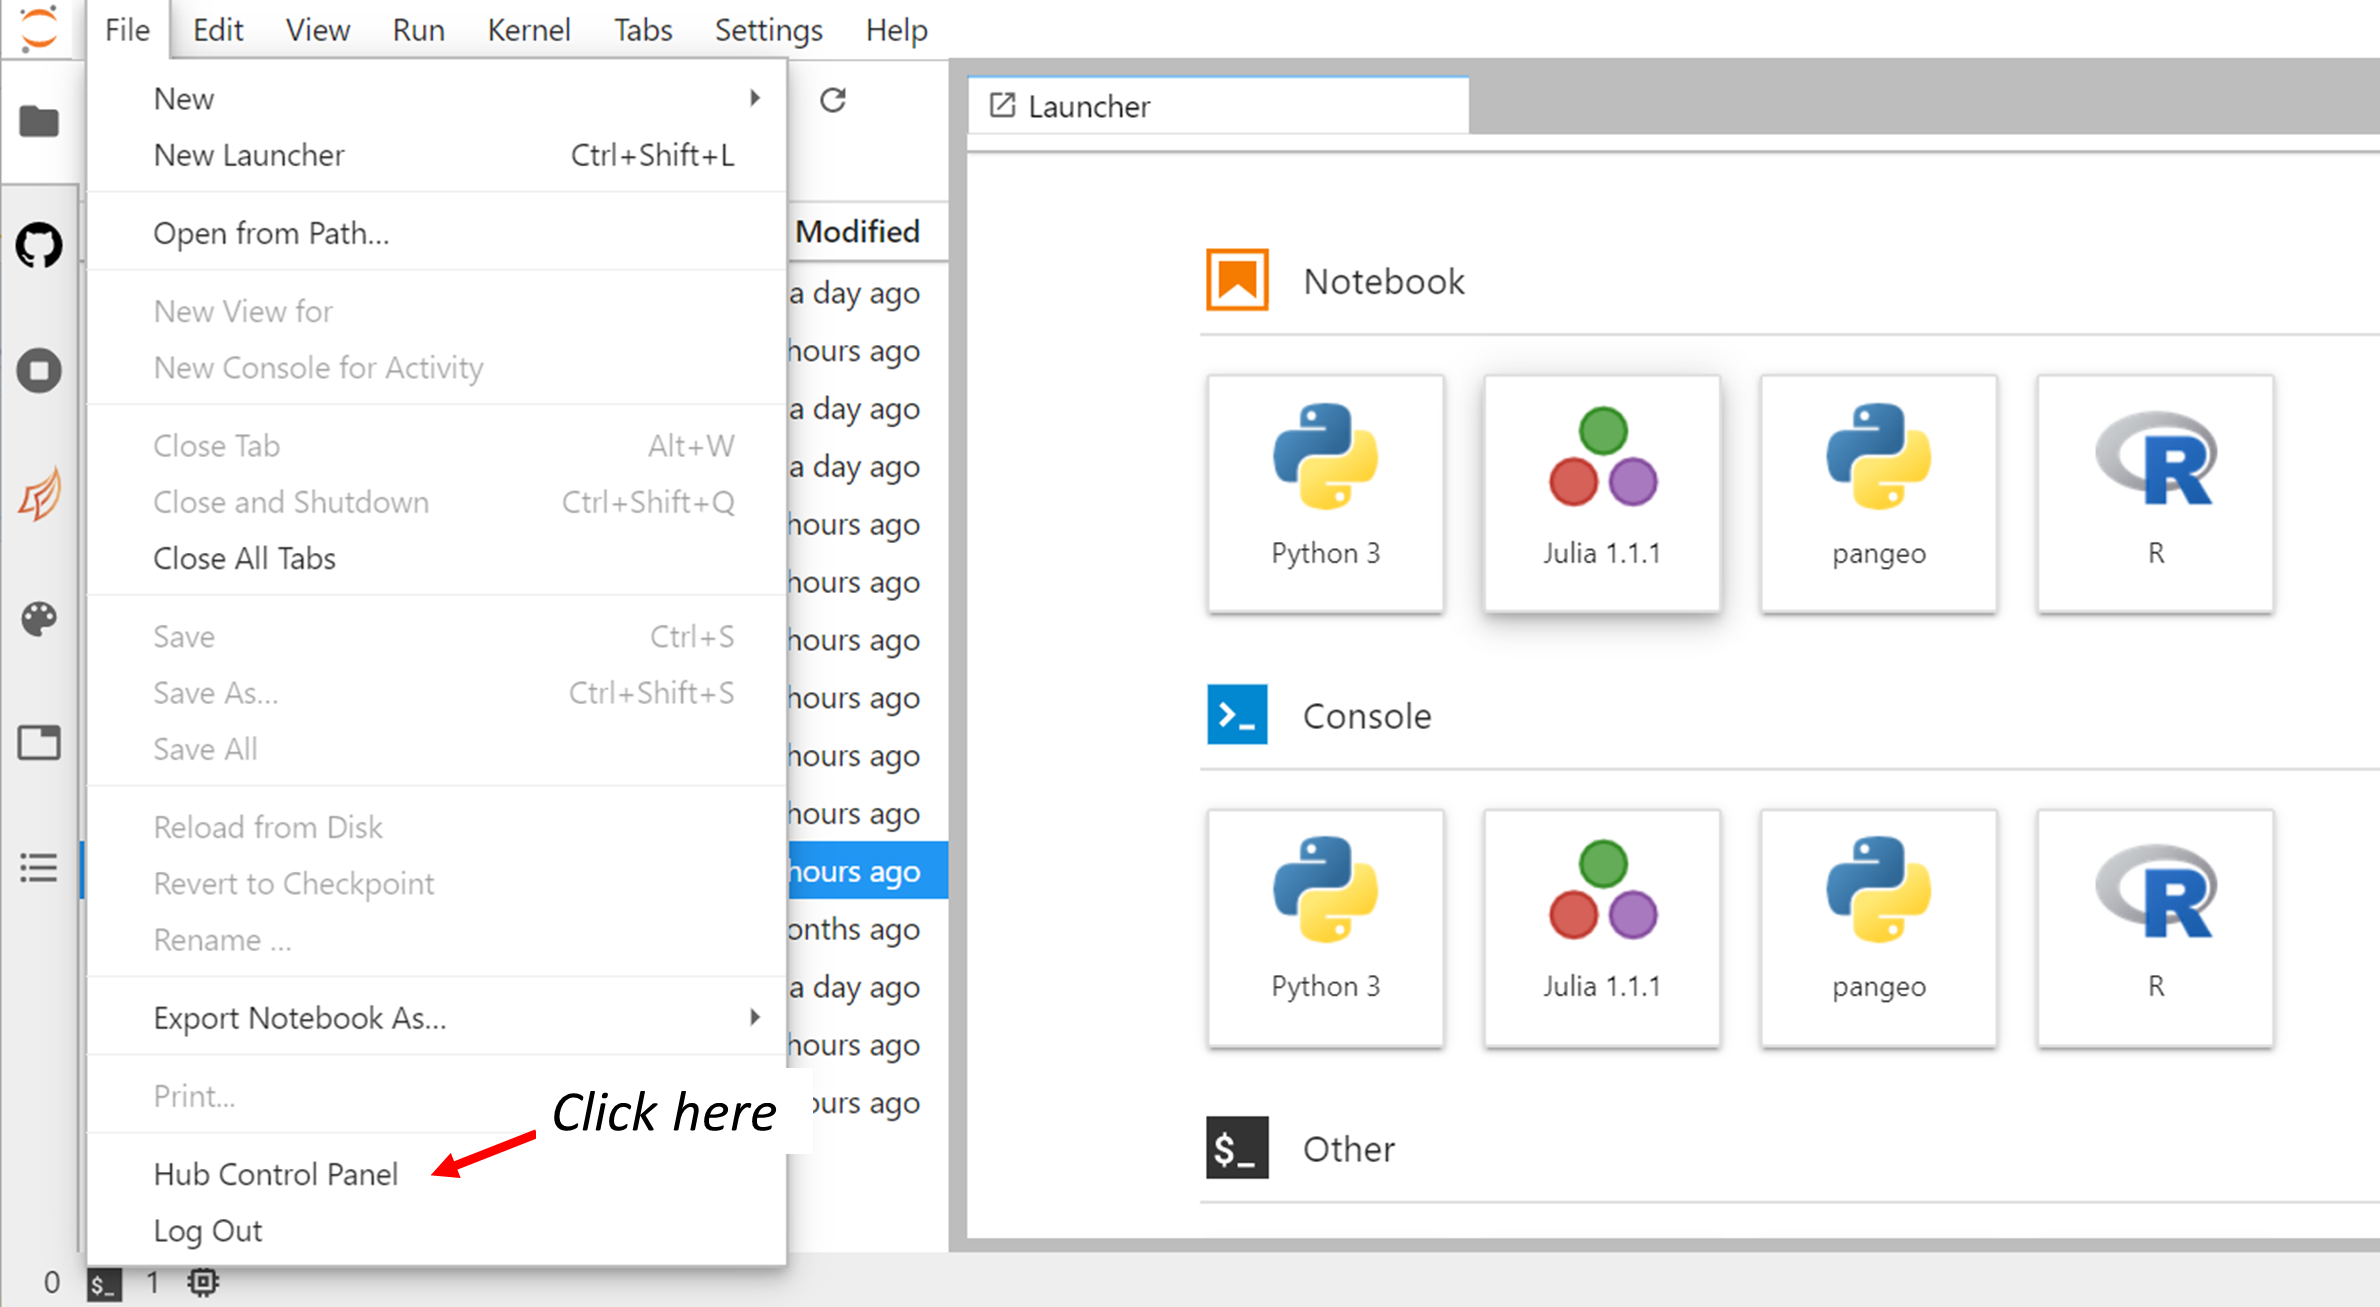 File Edit View Run Kernel Tabs Settings Help
New
New Launcher Ctrl+Shift+L
Open from Path...
New View for
New Console for Activity
Close Tab Alt+W
Close and Shutdown Ctrl+Shift+Q
Close All Tabs
Save Ctrl+S
Save As... Ctrl+Shift+S
Save All
Reload from Disk
Revert to Checkpoint
Rename ...
Export Notebook As...
Print...
Click here
Hub Control Panel
Log Out
Modified
a day ago
hours ago
a day ago
a day ago
hours ago
hours ago
hours ago
hours ago
hours ago
hours ago
hours ago
ago
a day ago
hours ago
ago
Launcher
Notebook
Python 3 Julia 1.1.1 pangeo R
Console
Python 3 Julia 1.1.1 pangeo R
$_ Other
0 $_ 1